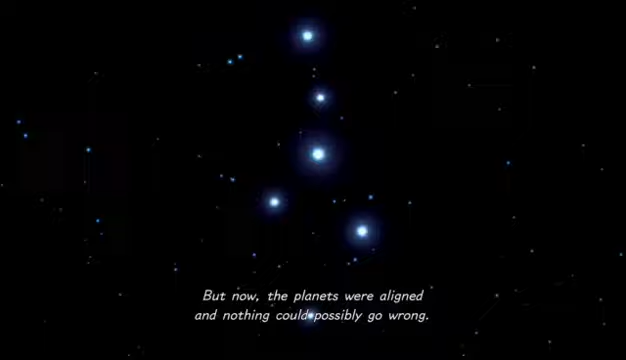 But now, the planets were aligned
and nothing could possibly go wrong.